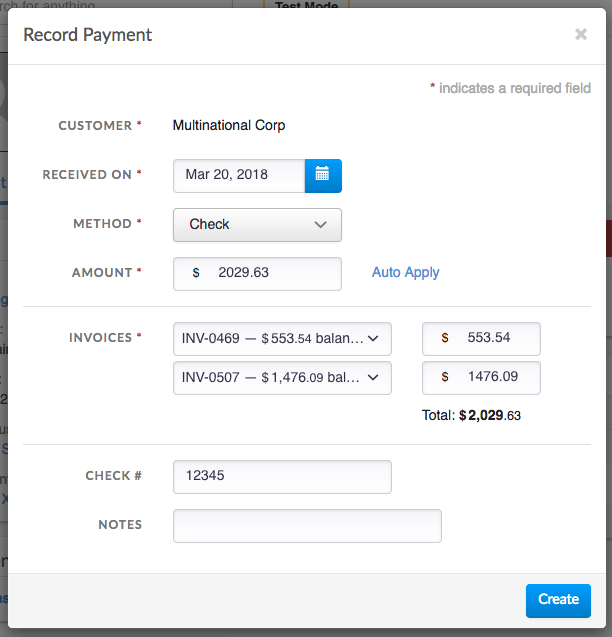 rch for anything
Test Mode
Record Payment
* indicates a required field
CUSTOMER * Multinational Corp
RECEIVED ON * Mar 20, 2018
METHOD * Check
AMOUNT * $ 2029.63 Auto Apply
INVOICES * INV-0469 — $553.54 balan... $ 553.54
INV-0507 — $1,476.09 bal... $ 1476.09
Total: $2,029.63
CHECK # 12345
NOTES
Create